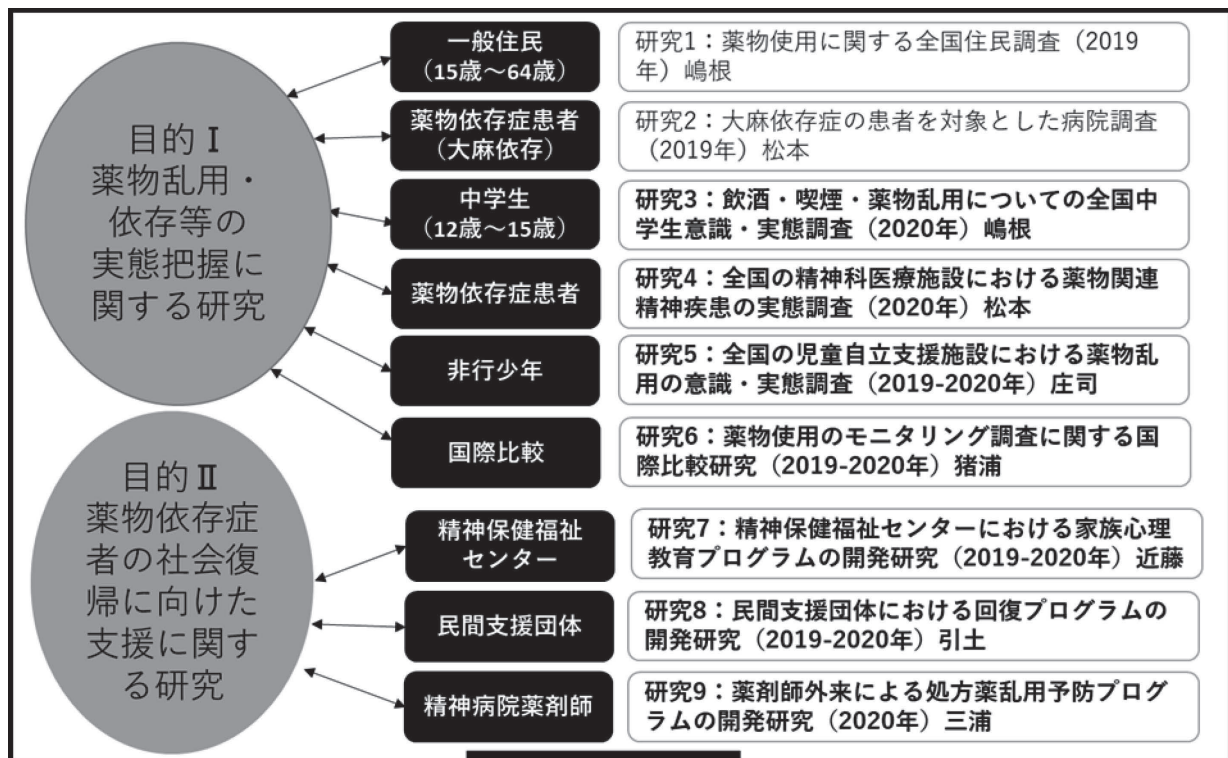 目的Ⅰ
薬物乱用・
依存等の
実態把握に
関する研究
一般住民
（15歳～64歳）
研究1：薬物使用に関する全国住民調査（2019
年）嶋根
薬物依存症患者
（大麻依存）
研究2：大麻依存症の患者を対象とした病院調査
（2019年）松本
中学生
（12歳～15歳）
研究3：飲酒・喫煙・薬物乱用についての全国中
学生意識・実態調査（2020年）嶋根
薬物依存症患者
研究4：全国の精神科医療施設における薬物関連
精神疾患の実態調査（2020年）松本
非行少年
研究5：全国の児童自立支援施設における薬物乱
用の意識・実態調査（2019-2020年）庄司
国際比較
研究6：薬物使用のモニタリング調査に関する国
際比較研究（2019-2020年）猪浦
目的Ⅱ
薬物依存症
者の社会復
帰に向けた
支援に関す
る研究
精神保健福祉
センター
研究7：精神保健福祉センターにおける家族心理
教育プログラムの開発研究（2019-2020年）近藤
民間支援団体
研究8：民間支援団体における回復プログラムの
開発研究（2019-2020年）引土
精神病院薬剤師
研究9：薬剤師外来による処方薬乱用予防プログ
ラムの開発研究（2020年）三浦